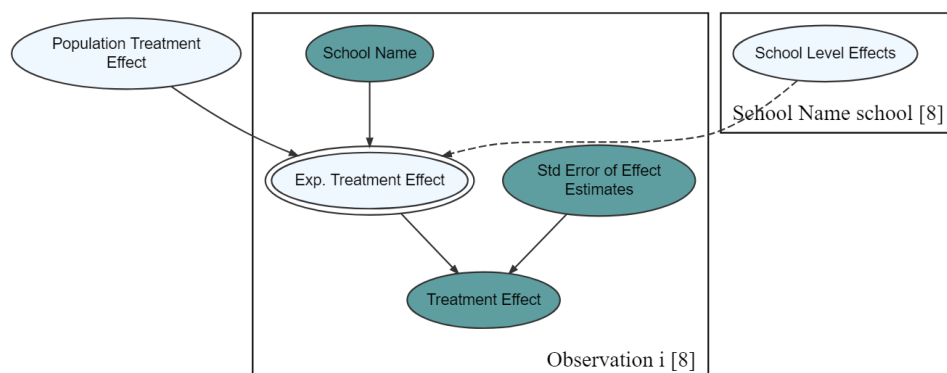 Population Treatment
Effect
School Name
School Level Effects
School Name school [8]
Exp. Treatment Effect
Std Error of Effect
Estimates
Treatment Effect
Observation i [8]